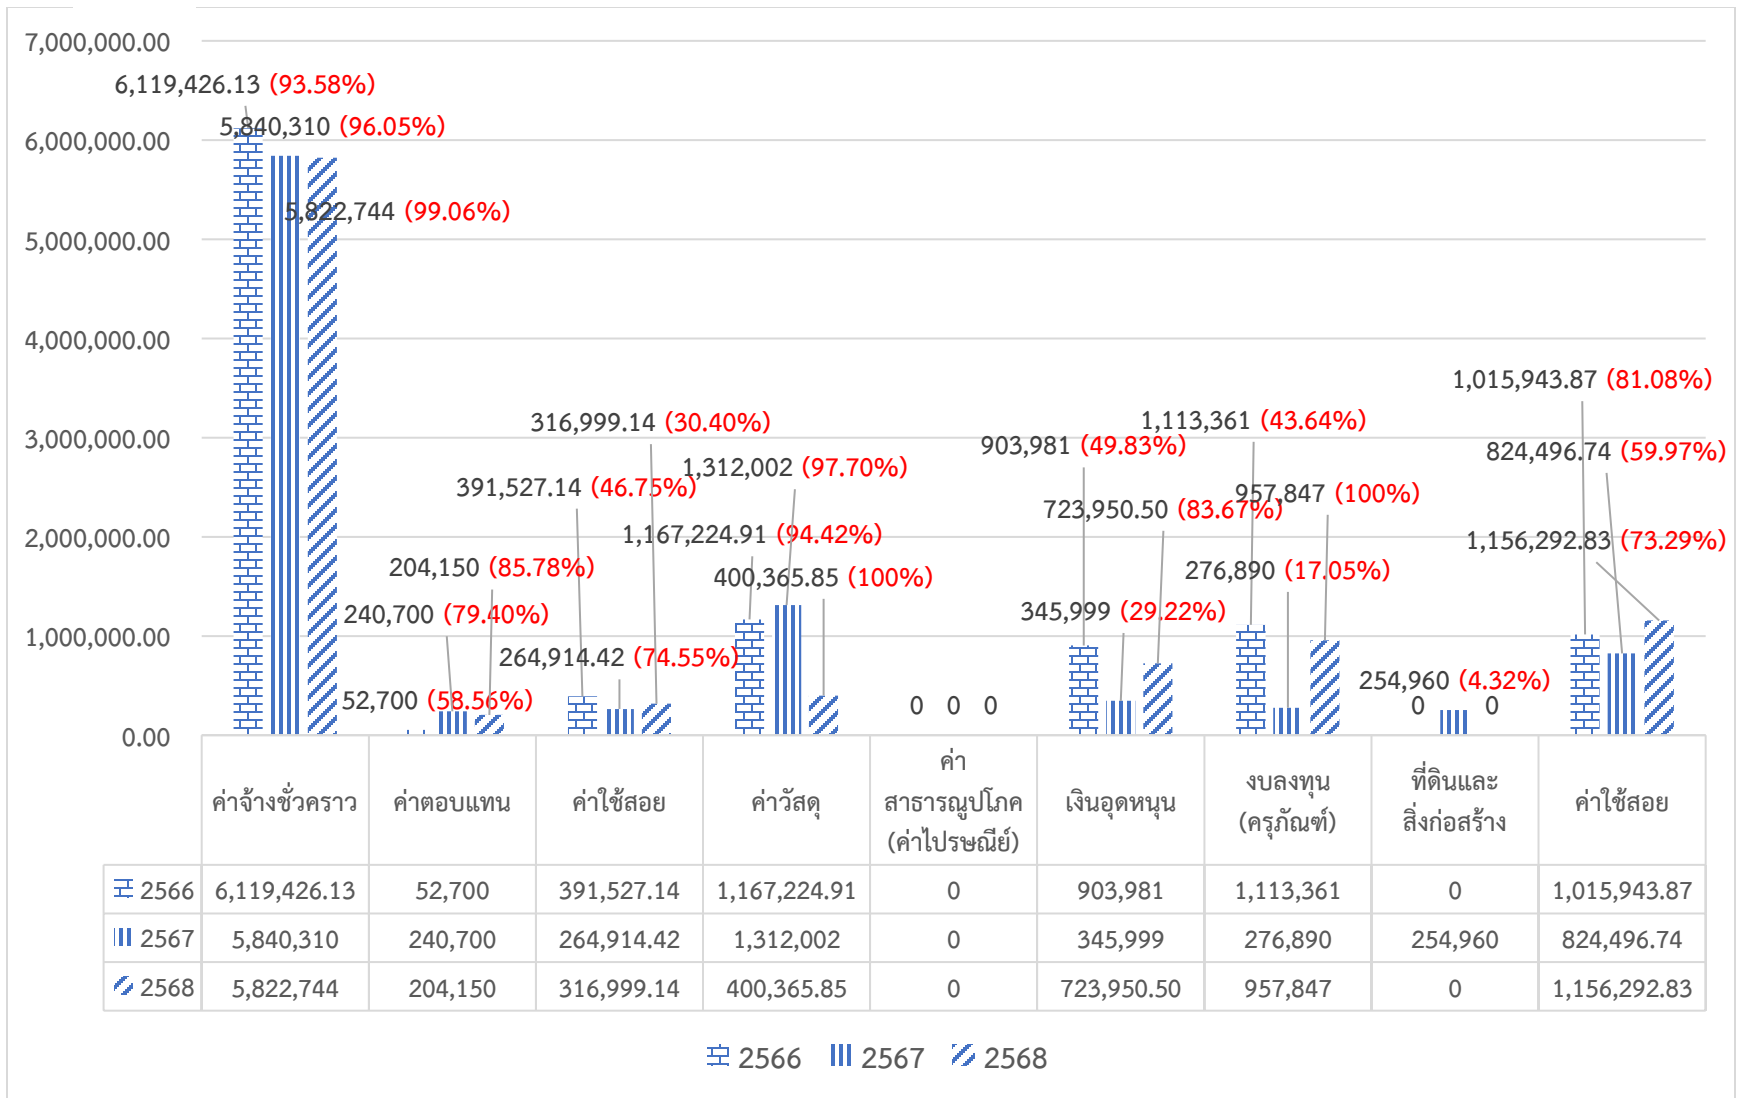 7,000,000.00
6,119,426.13 (93.58%)
5,840,310 (96.05%)
6,000,000.00
5,822,744 (99.06%)
5,000,000.00
4,000,000.00
1,015,943.87 (81.08%)
316,999.14 (30.40%)
1,113,361 (43.64%)
3,000,000.00
903,981 (49.83%)
824,496.74 (59.97%)
1,312,002 (97.70%)
391,527.14 (46.75%)
957,847 (100%)
723,950.50 (83.67%)
2,000,000.00
1,167,224.91 (94.42%)
1,156,292.83 (73.29%)
204,150 (85.78%)
400,365.85 (100%)
276,890 (17.05%)
240,700 (79.40%)
345,999 (29.22%)
1,000,000.00
264,914.42 (74.55%)
254,960 (4.32%)
52,700 (58.56%)
0 0 0
0 0
0.00
ค่าจ้างชั่วคราว
ค่าตอบแทน
ค่าใช้สอย
ค่าวัสดุ
ค่า
สาธารณูปโภค
(ค่าไปรษณีย์)
เงินอุดหนุน
งบลงทุน
(ครุภัณฑ์)
ที่ดินและ
สิ่งก่อสร้าง
ค่าใช้สอย
2566 6,119,426.13 52,700 391,527.14 1,167,224.91 0 903,981 1,113,361 0 1,015,943.87
2567 5,840,310 240,700 264,914.42 1,312,002 0 345,999 276,890 254,960 824,496.74
2568 5,822,744 204,150 316,999.14 400,365.85 0 723,950.50 957,847 0 1,156,292.83
2566 2567 2568